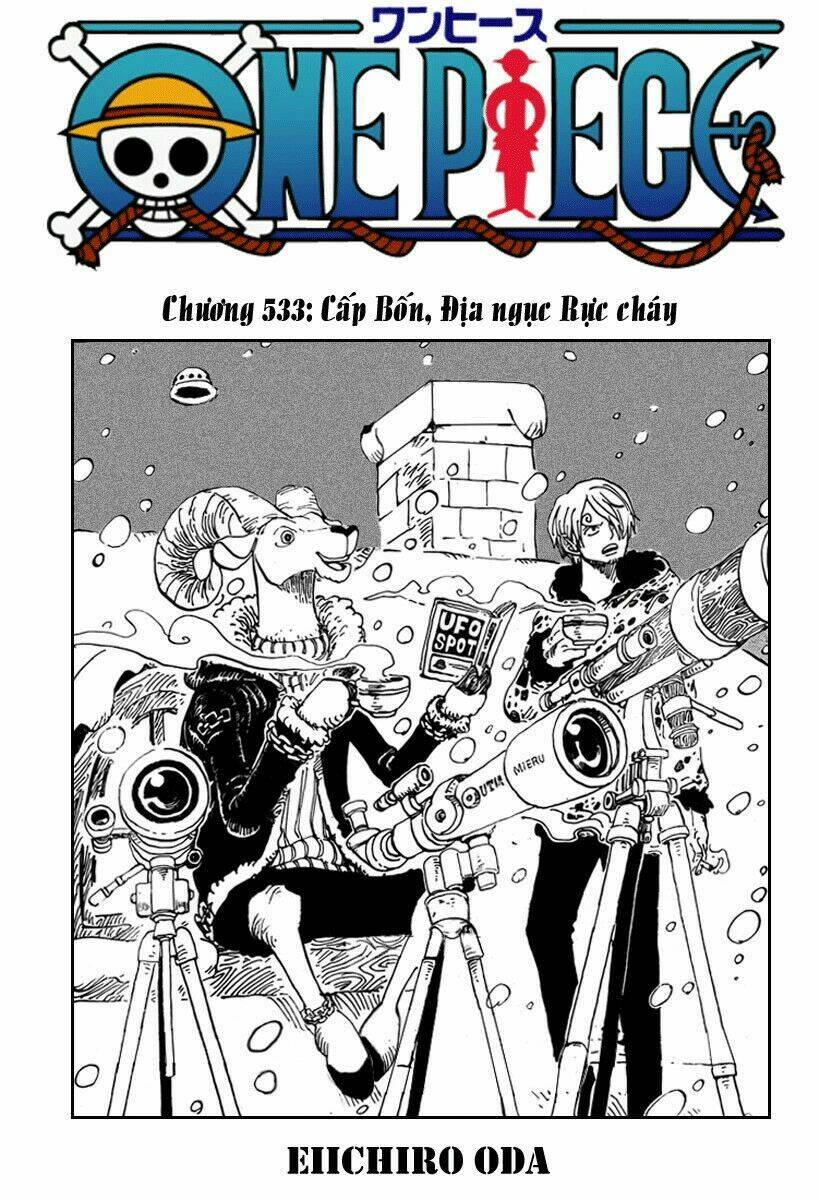 ワンピース
ONE PIECE
Chương 533: Cấp Bốn, Địa ngục Rực cháy
UFO
SPOT
MIERU
EIICHIRO ODA